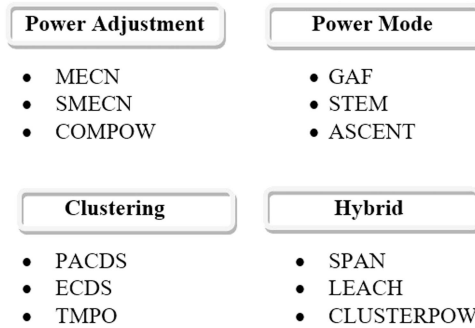 Power Adjustment
• MECN
• SMECN
• COMPOW
Power Mode
• GAF
• STEM
• ASCENT
Clustering
• PACDS
• ECDS
• TMPO
Hybrid
• SPAN
• LEACH
• CLUSTERPOW